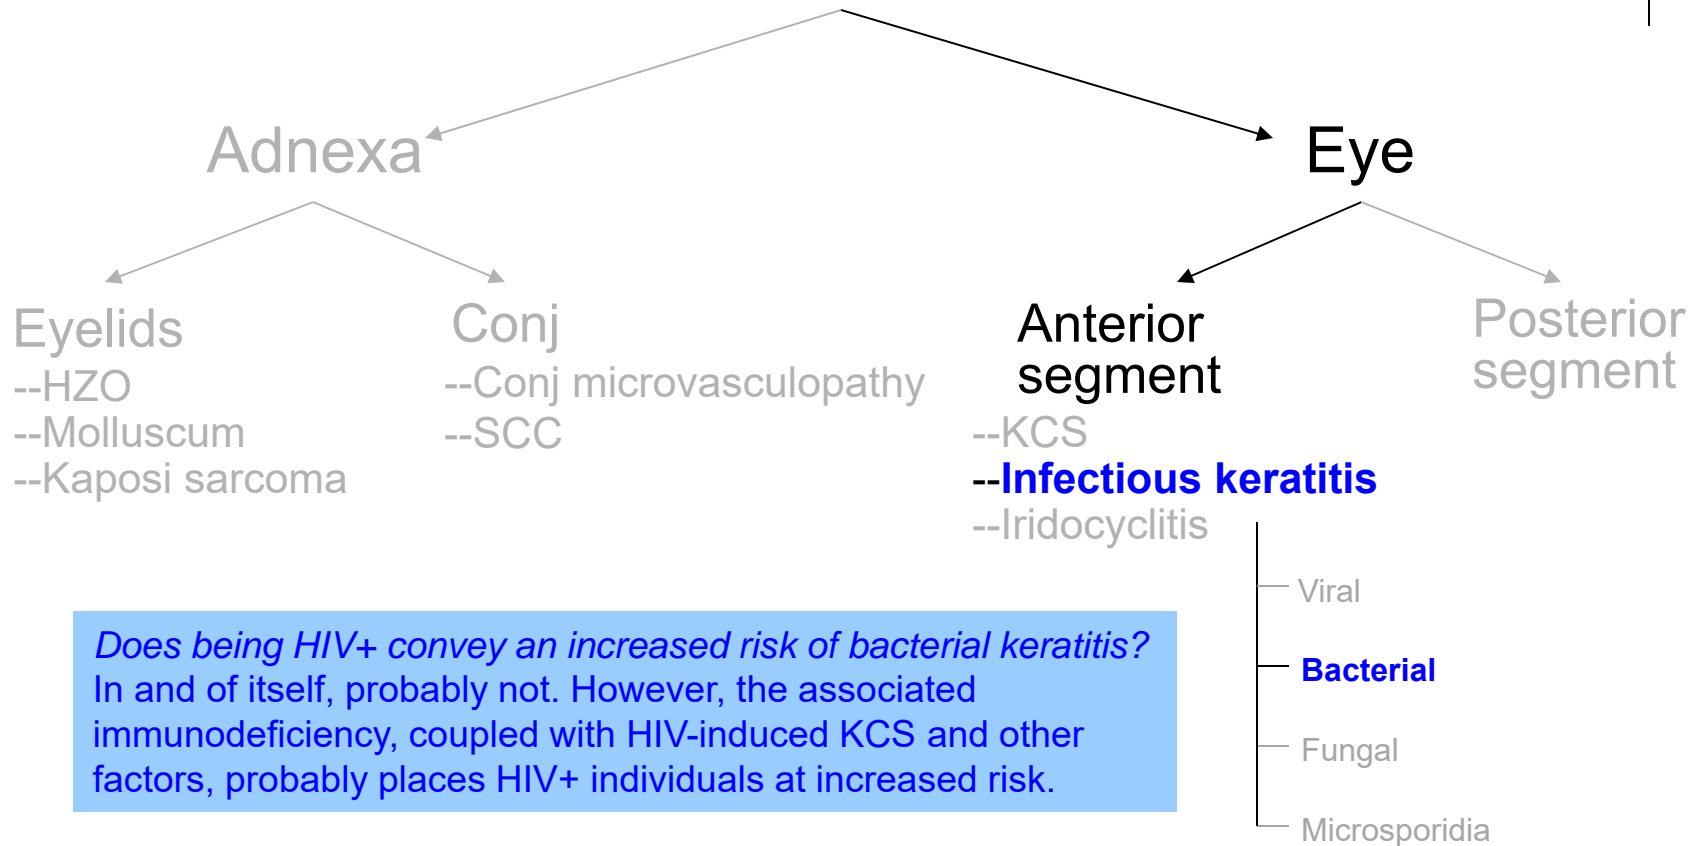 Adnexa
Eye
Eyelids
--HZO
--Molluscum
--Kaposi sarcoma
Conj
--Conj microvasculopathy
--SCC
Anterior
segment
--KCS
--Infectious keratitis
--Iridocyclitis
Posterior
segment
Viral
Bacterial
Fungal
Microsporidia
Does being HIV+ convey an increased risk of bacterial keratitis?
In and of itself, probably not. However, the associated
immunodeficiency, coupled with HIV-induced KCS and other
factors, probably places HIV+ individuals at increased risk.